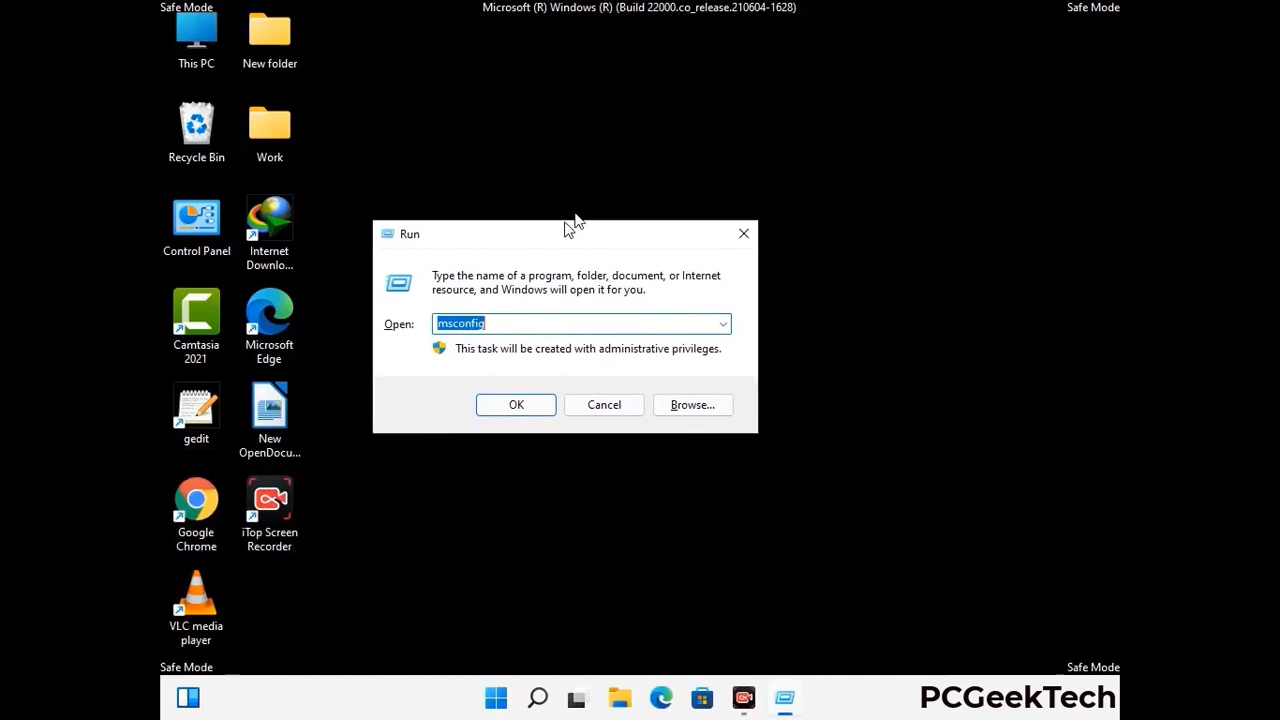 Safe Mode
Microsoft (R) Windows (R) (Build 22000.co_release.210604-1628)
Safe Mode
This PC
New folder
Recycle Bin
Work
Control Panel
Internet
Downlo...
Camtasia
2021
Microsoft
Edge
gedit
New
OpenDocu...
Google
Chrome
iTop Screen
Recorder
VLC media
player
Run
Type the name of a program, folder, document, or Internet
resource, and Windows will open it for you.
Open:
msconfig
This task will be created with administrative privileges.
OK
Cancel
Browse...
Safe Mode
Safe Mode
PCGeekTech